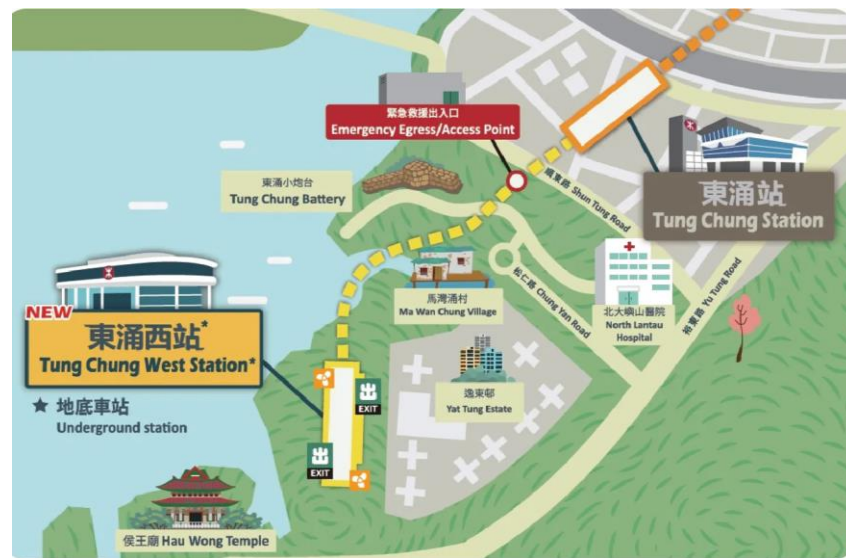 緊急救援出入口
Emergency Egress/Access Point
東涌小炮台
Tung Chung Battery
順東路 Shun Tung Road
東涌站
Tung Chung Station
NEW
東涌西站*
Tung Chung West Station*
★ 地底車站
Underground station
馬灣涌村
Ma Wan Chung Village
松仁路 Chung Yan Road
北大嶼山醫院
North Lantau
Hospital
裕東路 Yu Tung Road
逸東邨
Yat Tung Estate
出
EXIT
出
EXIT
侯王廟 Hau Wong Temple